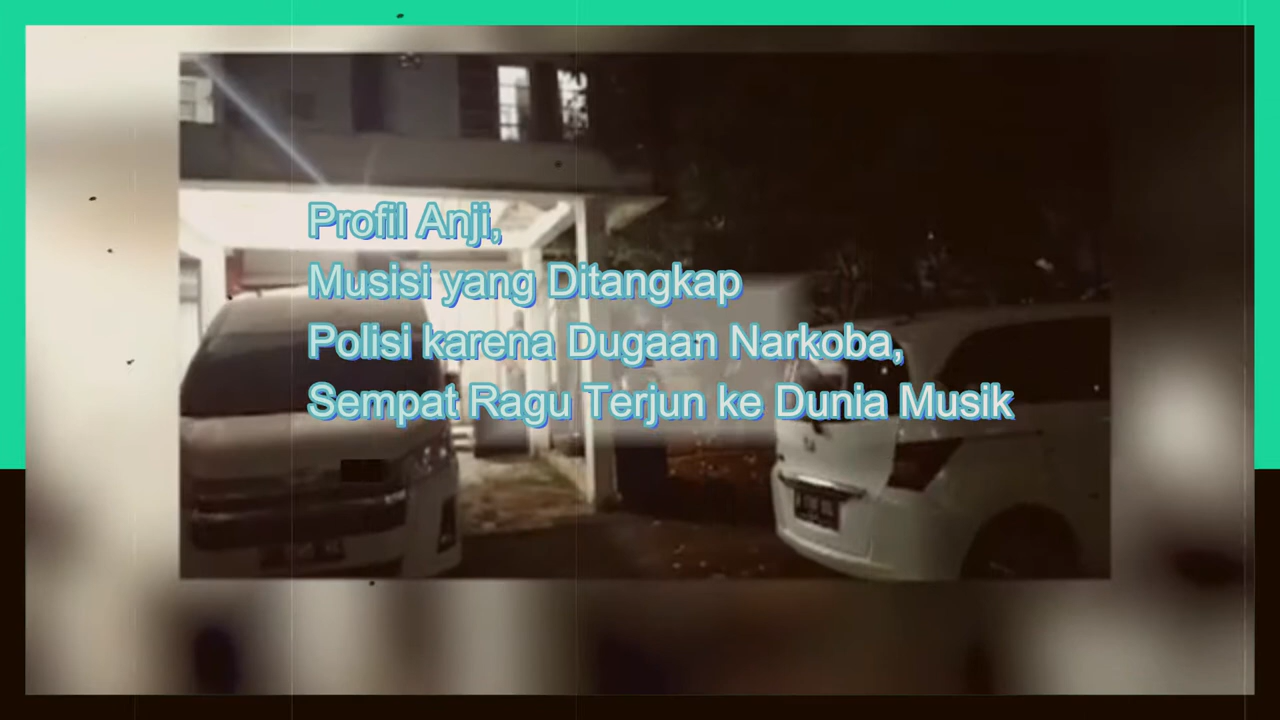 Profil Anji,
Musisi yang Ditangkap
Polisi karena Dugaan Narkoba,
Sempat Ragu Terjun ke Dunia Musik